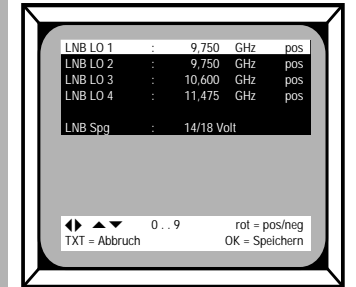 LNB LO 1 : 9,750 GHz pos
LNB LO 2 : 9,750 GHz pos
LNB LO 3 : 10,600 GHz pos
LNB LO 4 : 11,475 GHz pos
LNB Spg : 14/18 Volt
0 . . 9 rot = pos/neg
TXT = Abbruch OK = Speichern